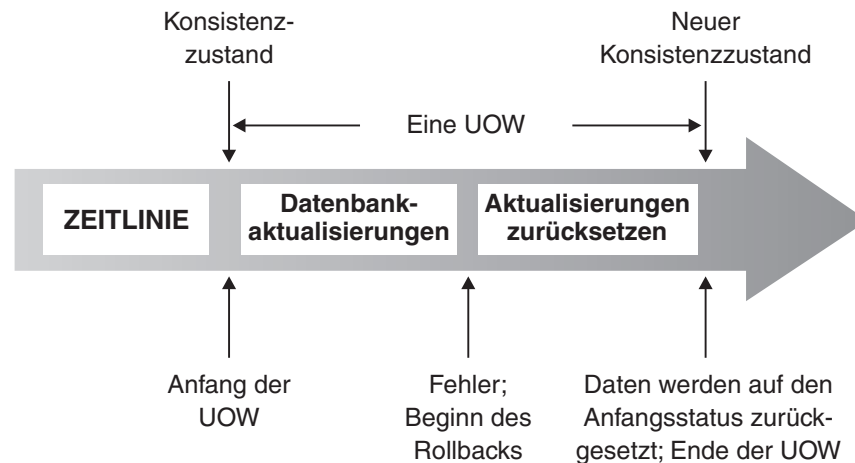 Konsistenz-
zustand
Neuer
Konsistenzzustand
Eine UOW
ZEITLINIE
Datenbank-
aktualisierungen
Aktualisierungen
zurücksetzen
Anfang der
UOW
Fehler;
Beginn des
Rollbacks
Daten werden auf den
Anfangsstatus zurück-
gesetzt; Ende der UOW